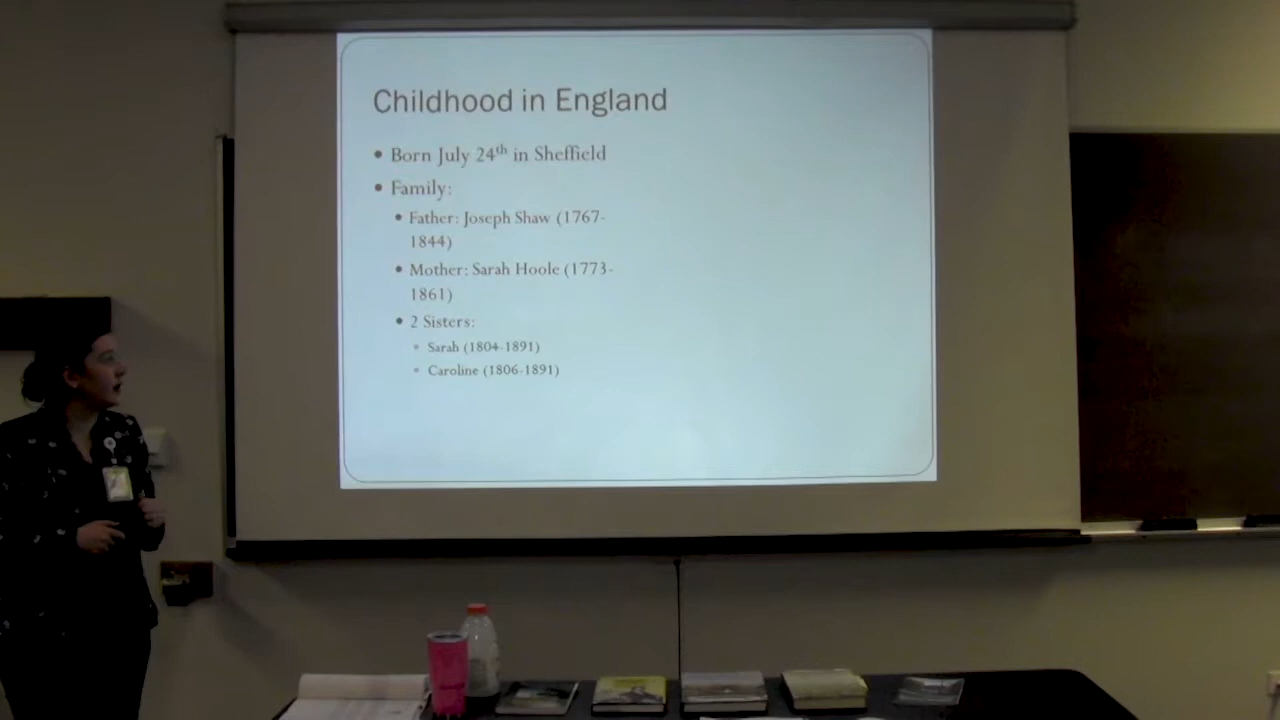 Childhood in England
• Born July 24th in Sheffield
• Family:
• Father: Joseph Shaw (1767-
1844)
• Mother: Sarah Hoole (1773-
1861)
• 2 Sisters:
• Sarah (1804-1891)
• Caroline (1806-1891)